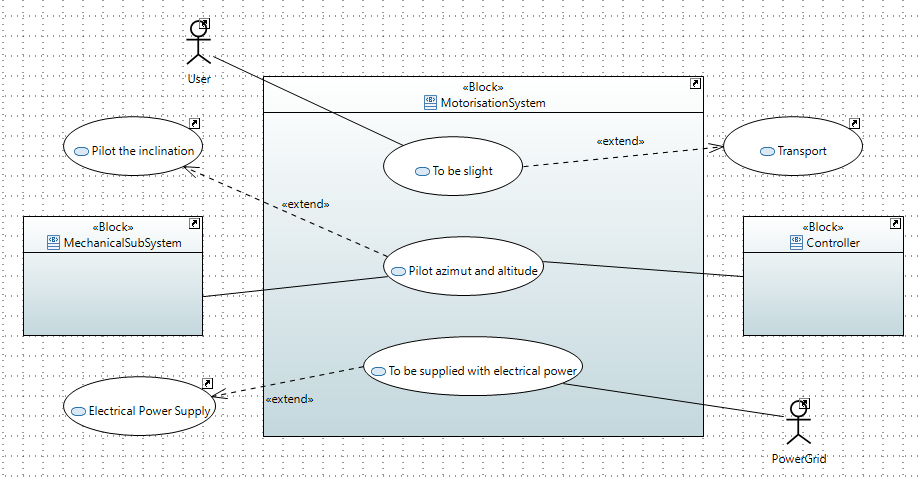 User
«Block»
MotorisationSystem
Pilot the inclination
To be slight
«extend»
Transport
«extend»
«Block»
MechanicalSubSystem
Pilot azimut and altitude
«Block»
Controller
To be supplied with electrical power
«extend»
Electrical Power Supply
PowerGrid